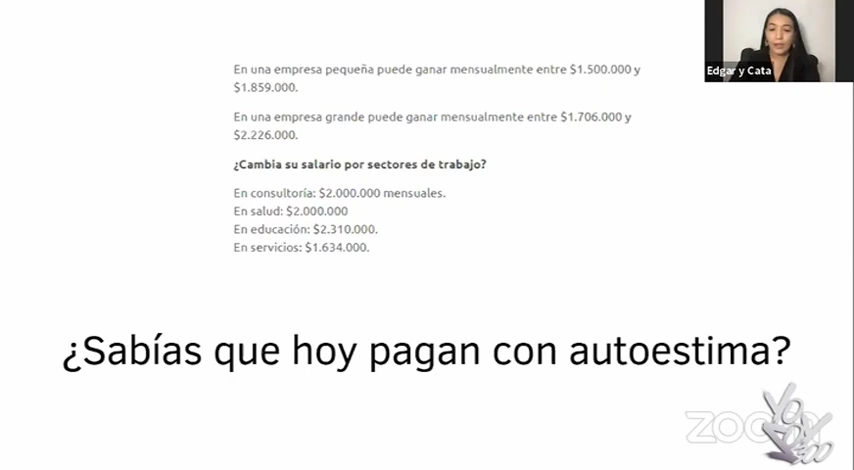 En una empresa pequeña puede ganar mensualmente entre $1.500.000 y
$1.859.000.
En una empresa grande puede ganar mensualmente entre $1.706.000 y
$2.226.000.
¿Cambia su salario por sectores de trabajo?
En consultoría: $2.000.000 mensuales.
En salud: $2.000.000
En educación: $2.310.000.
En servicios: $1.634.000.
Edgar y Cata
¿Sabías que hoy pagan con autoestima?
zoom